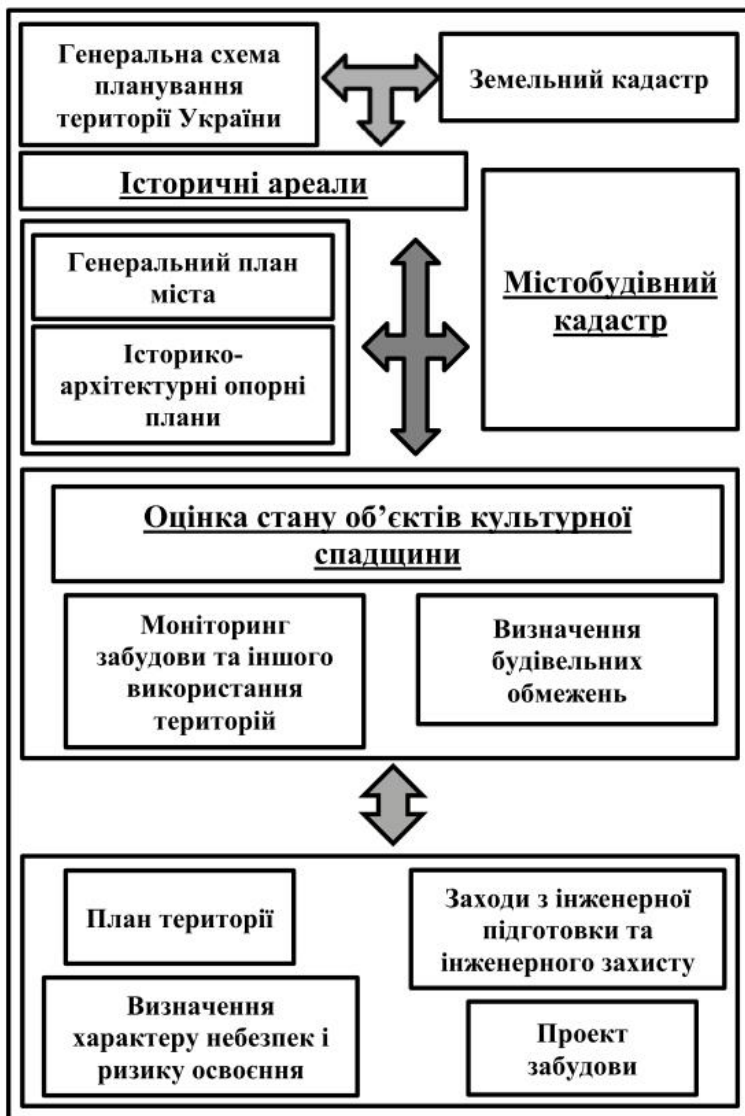 Генеральна схема
планування
території України
Земельний кадастр
Історичні ареали
Генеральний план
міста
Історико-
архітектурні опорні
плани
Містобудівний
кадастр
Оцінка стану об’єктів культурної
спадщини
Моніторинг
забудови та іншого
використання
територій
Визначення
будівельних
обмежень
План території
Заходи з інженерної
підготовки та
інженерного захисту
Визначення
характеру небезпек і
ризику освоєння
Проект
забудови